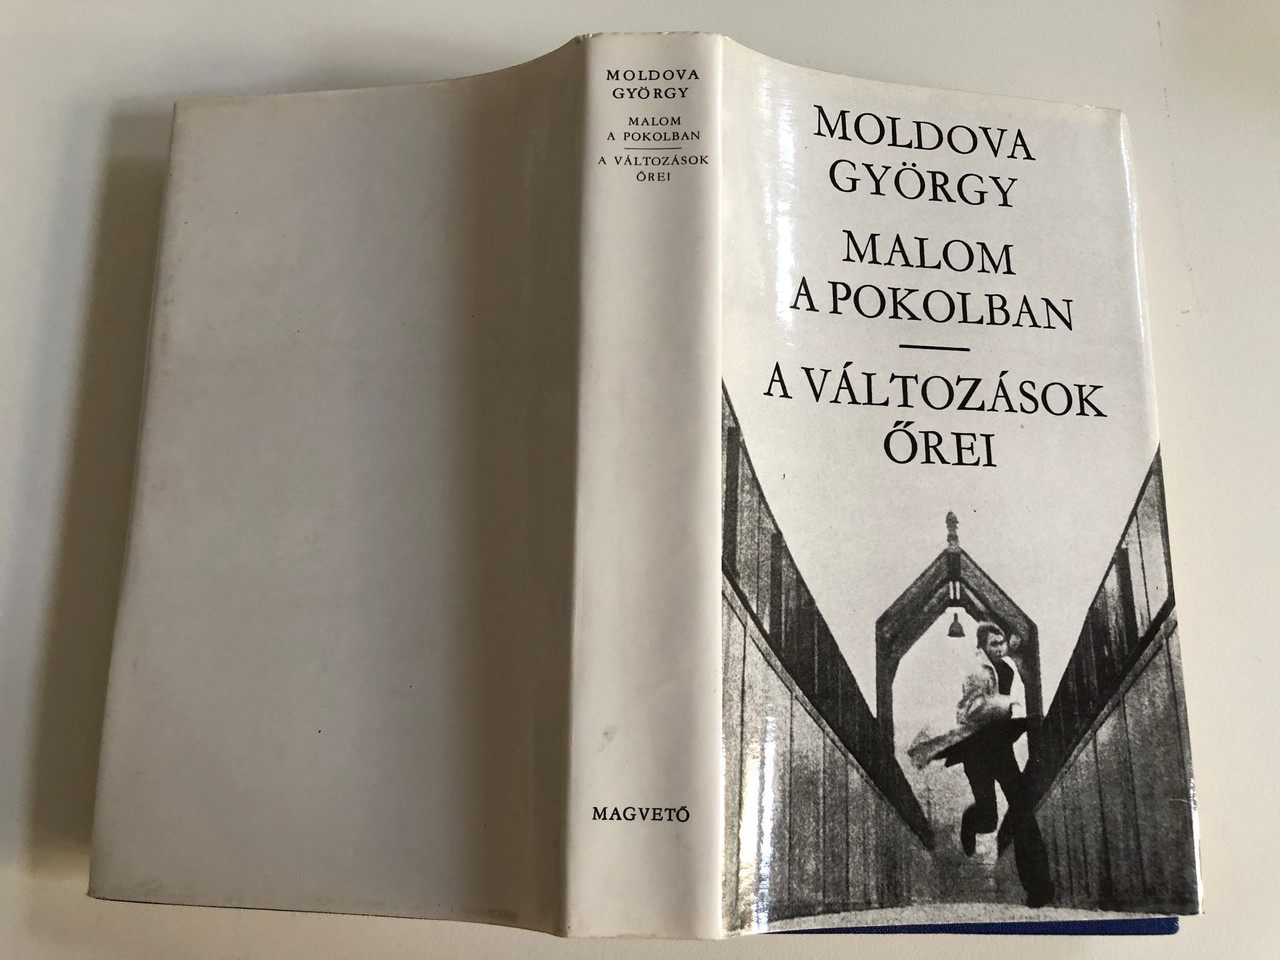 MOLDOVA
GYÖRGY
MALOM
A POKOLBAN
A VÁLTOZÁSOK
ŐREI
MAGVETŐ
MOLDOVA
GYÖRGY
MALOM
A POKOLBAN
A VÁLTOZÁSOK
ŐREI